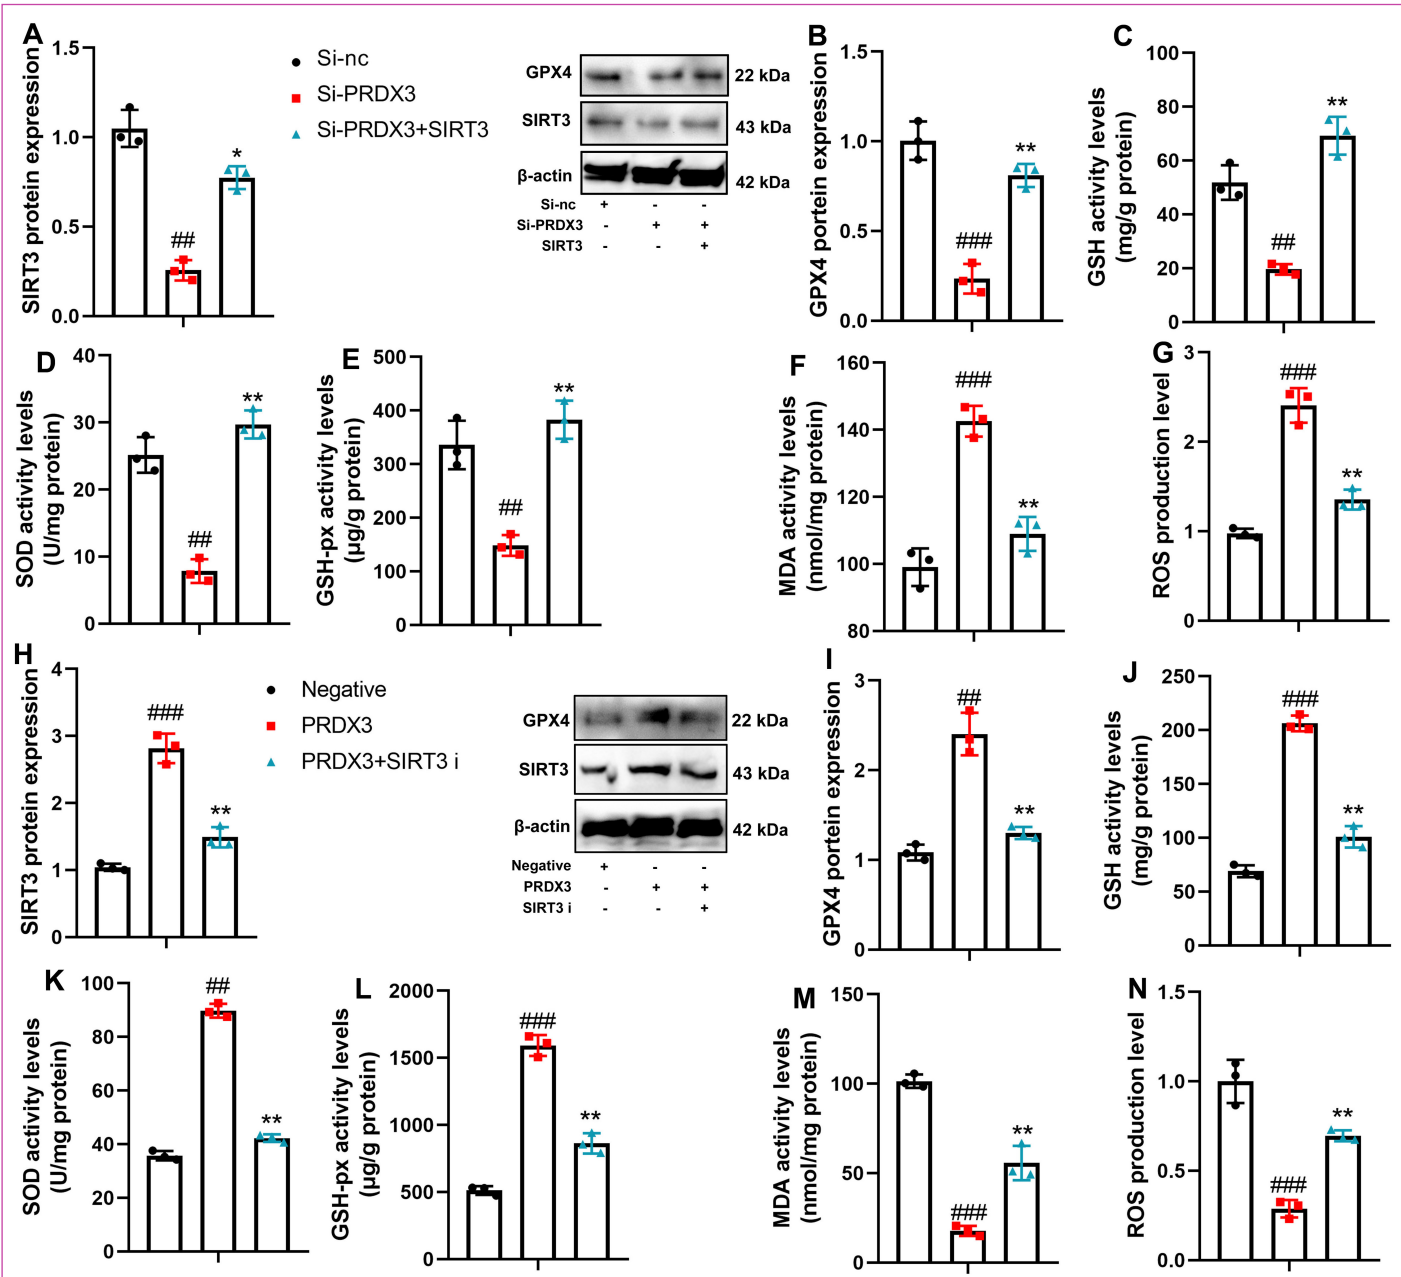 A
SIRT3 protein expression
1.5
1.0
0.5
0.0
##
*
Si-nc
Si-PRDX3
Si-PRDX3+SIRT3
GPX4
22 kDa
SIRT3
43 kDa
β-actin
42 kDa
Si-nc + - -
Si-PRDX3 - + +
SIRT3 - - +
B
GPX4 portein expression
1.5
1.0
0.5
0.0
###
**
C
GSH activity levels
(mg/g protein)
100
80
60
40
20
0
##
**
D
SOD activity levels
(U/mg protein)
40
30
20
10
0
##
**
E
GSH-px activity levels
(μg/g protein)
500
400
300
200
100
0
##
**
F
MDA activity levels
(nmol/mg protein)
160
140
120
100
80
###
**
G
ROS production level
3
2
1
0
###
**
H
SIRT3 protein expression
4
3
2
1
0
###
**
Negative
PRDX3
PRDX3+SIRT3 i
GPX4
22 kDa
SIRT3
43 kDa
β-actin
42 kDa
Negative + - -
PRDX3 - + +
SIRT3 i - - +
I
GPX4 portein expression
3
2
1
0
##
**
J
GSH activity levels
(mg/g protein)
250
200
150
100
50
0
###
**
K
SOD activity levels
(U/mg protein)
100
80
60
40
20
0
##
**
L
GSH-px activity levels
(μg/g protein)
2000
1500
1000
500
0
###
**
M
MDA activity levels
(nmol/mg protein)
150
100
50
0
###
**
N
ROS production level
1.5
1.0
0.5
0.0
###
**